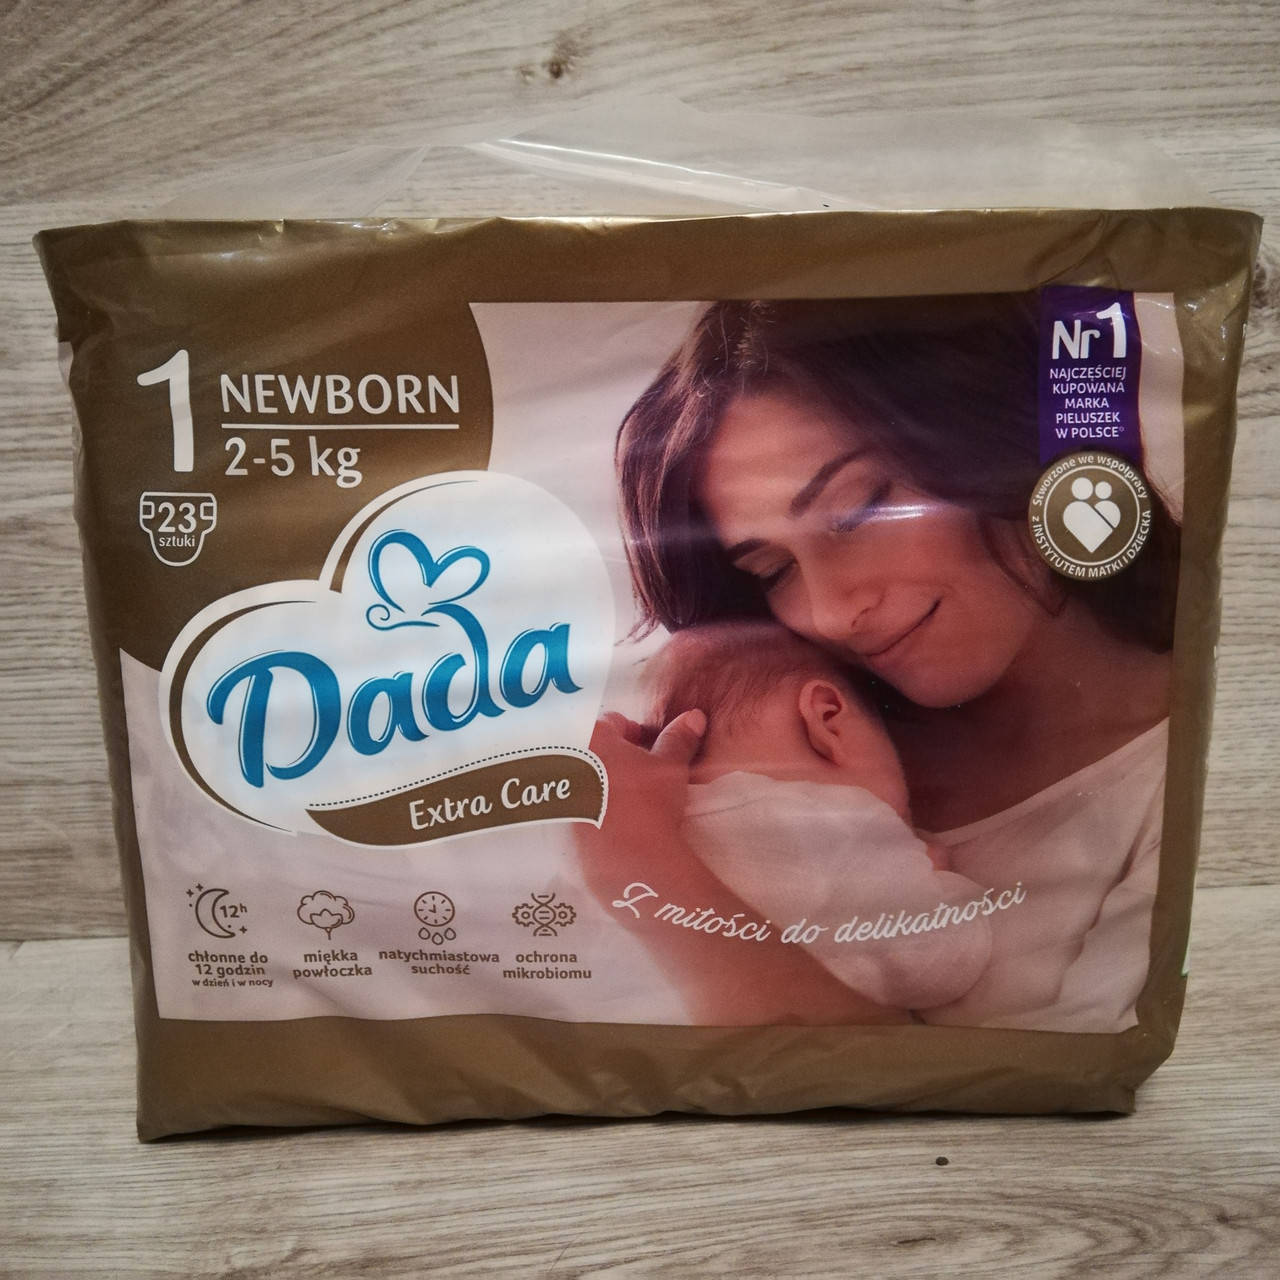 1 NEWBORN
2-5 kg
23
sztuki
Dada
Extra Care
Nr 1
NAJCZĘŚCIEJ
KUPOWANA
MARKA
PIELUSZEK
W POLSCE
Stworzone we współpracy
z INSTYTUTEM MATKI I DZIECKA
12h
chłonne do
12 godzin
w dzień i w nocy
miękka
powłoczka
natychmiastowa
suchość
ochrona
mikrobiomu
Z miłości do delikatności